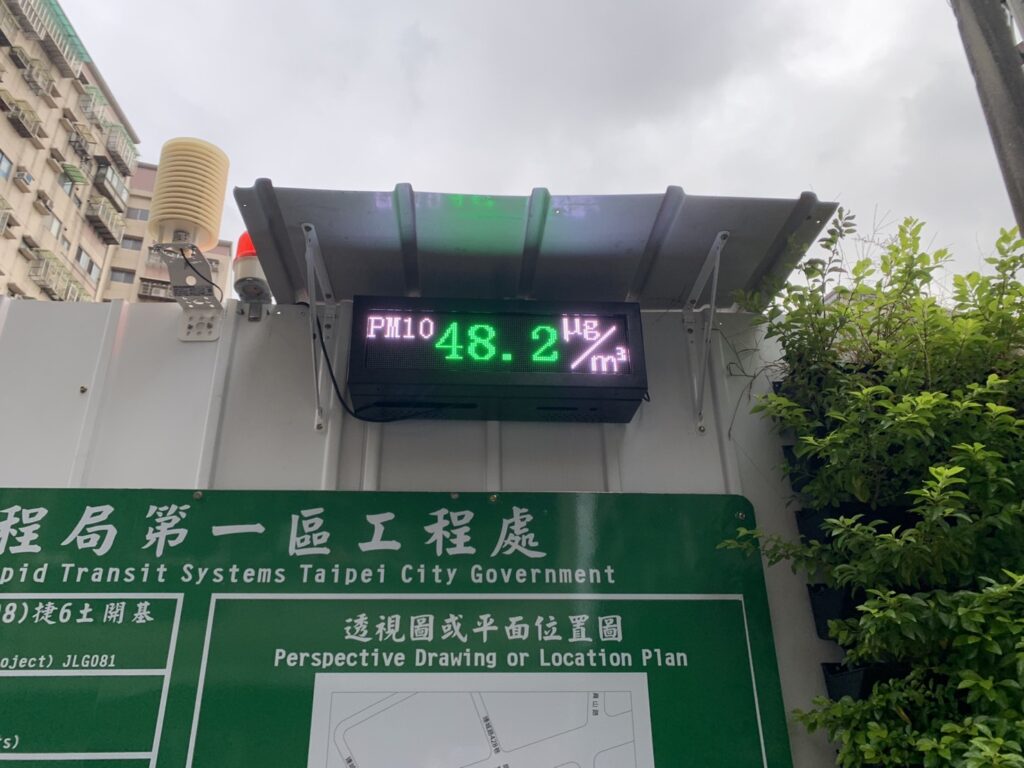 PM10 48.2 μg/m³
程局第一區工程處
pid Transit Systems Taipei City Government
8)捷6土開基
oject) JLG081
ts)
透視圖或平面位置圖
Perspective Drawing or Location Plan